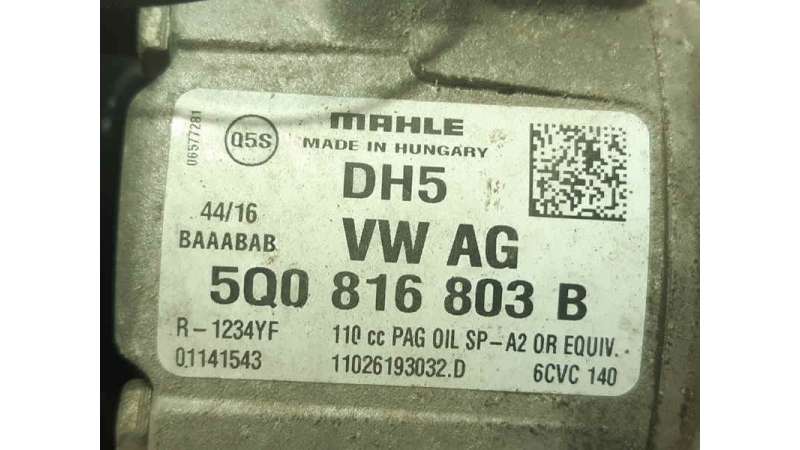 06577281
Q5S
MAHLE
MADE IN HUNGARY
DH5
44/16
BAAABAB
VW AG
5Q0 816 803 B
R-1234YF 110 cc PAG OIL SP-A2 OR EQUIV.
01141543 11026193032.D 6CVC 140